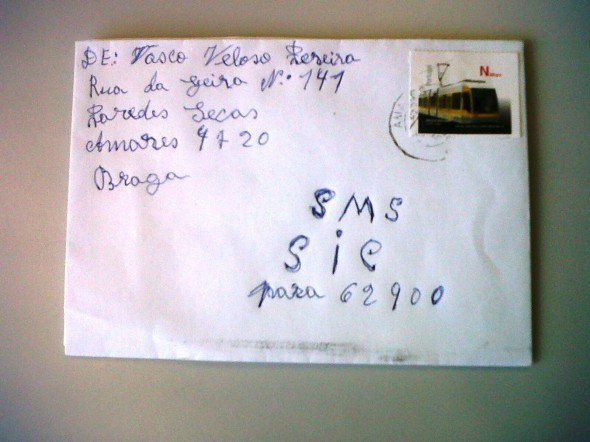 DE: Vasco Veloso Pereira
Rua da Geira Nº 141
Paredes Secas
Amares 4720
Braga
N
SMS
SIC
para 62900